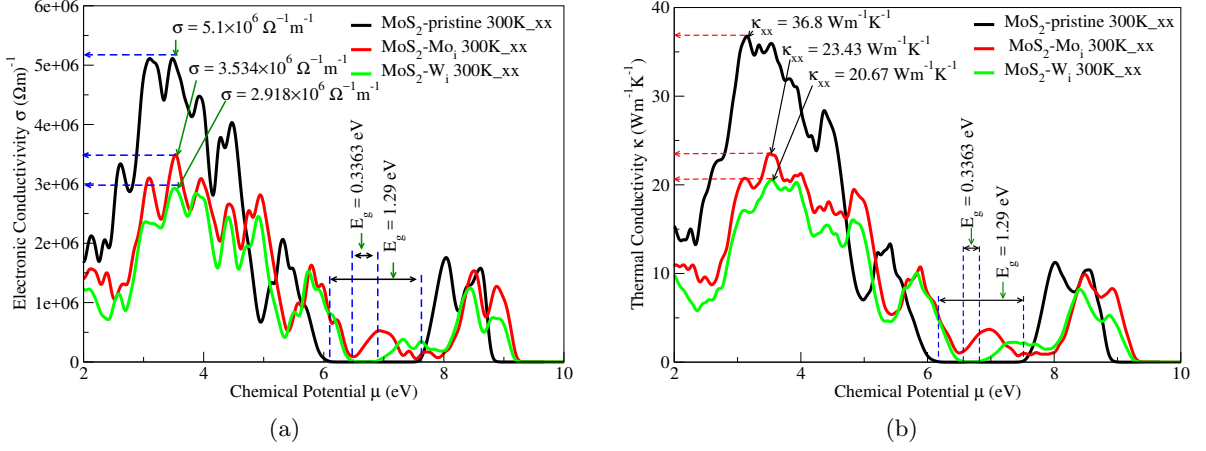 σ = 5.1×10⁶ Ω⁻¹m⁻¹
σ = 3.534×10⁶ Ω⁻¹m⁻¹
σ = 2.918×10⁶ Ω⁻¹m⁻¹
MoS₂-pristine 300K_xx
MoS₂-Moᵢ 300K_xx
MoS₂-Wᵢ 300K_xx
E_g = 0.3363 eV
E_g = 1.29 eV
Electronic Conductivity σ (Ωm)⁻¹
6e+06
5e+06
4e+06
3e+06
2e+06
1e+06
0
2
4
6
8
10
Chemical Potential μ (eV)
(a)
κₓₓ = 36.8 Wm⁻¹K⁻¹
κₓₓ = 23.43 Wm⁻¹K⁻¹
κₓₓ = 20.67 Wm⁻¹K⁻¹
MoS₂-pristine 300K_xx
MoS₂-Moᵢ 300K_xx
MoS₂-Wᵢ 300K_xx
E_g = 0.3363 eV
E_g = 1.29 eV
Thermal Conductivity κ (Wm⁻¹K⁻¹)
40
30
20
10
0
2
4
6
8
10
Chemical Potential μ (eV)
(b)